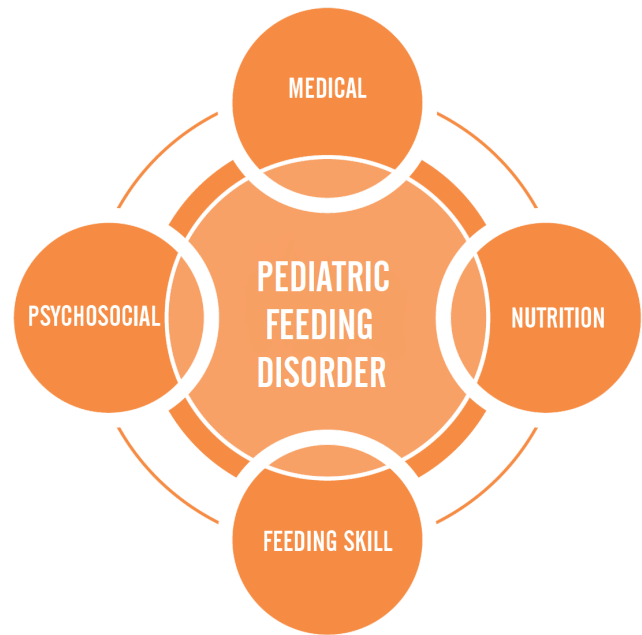 MEDICAL
PSYCHOSOCIAL
PEDIATRIC
FEEDING
DISORDER
NUTRITION
FEEDING SKILL